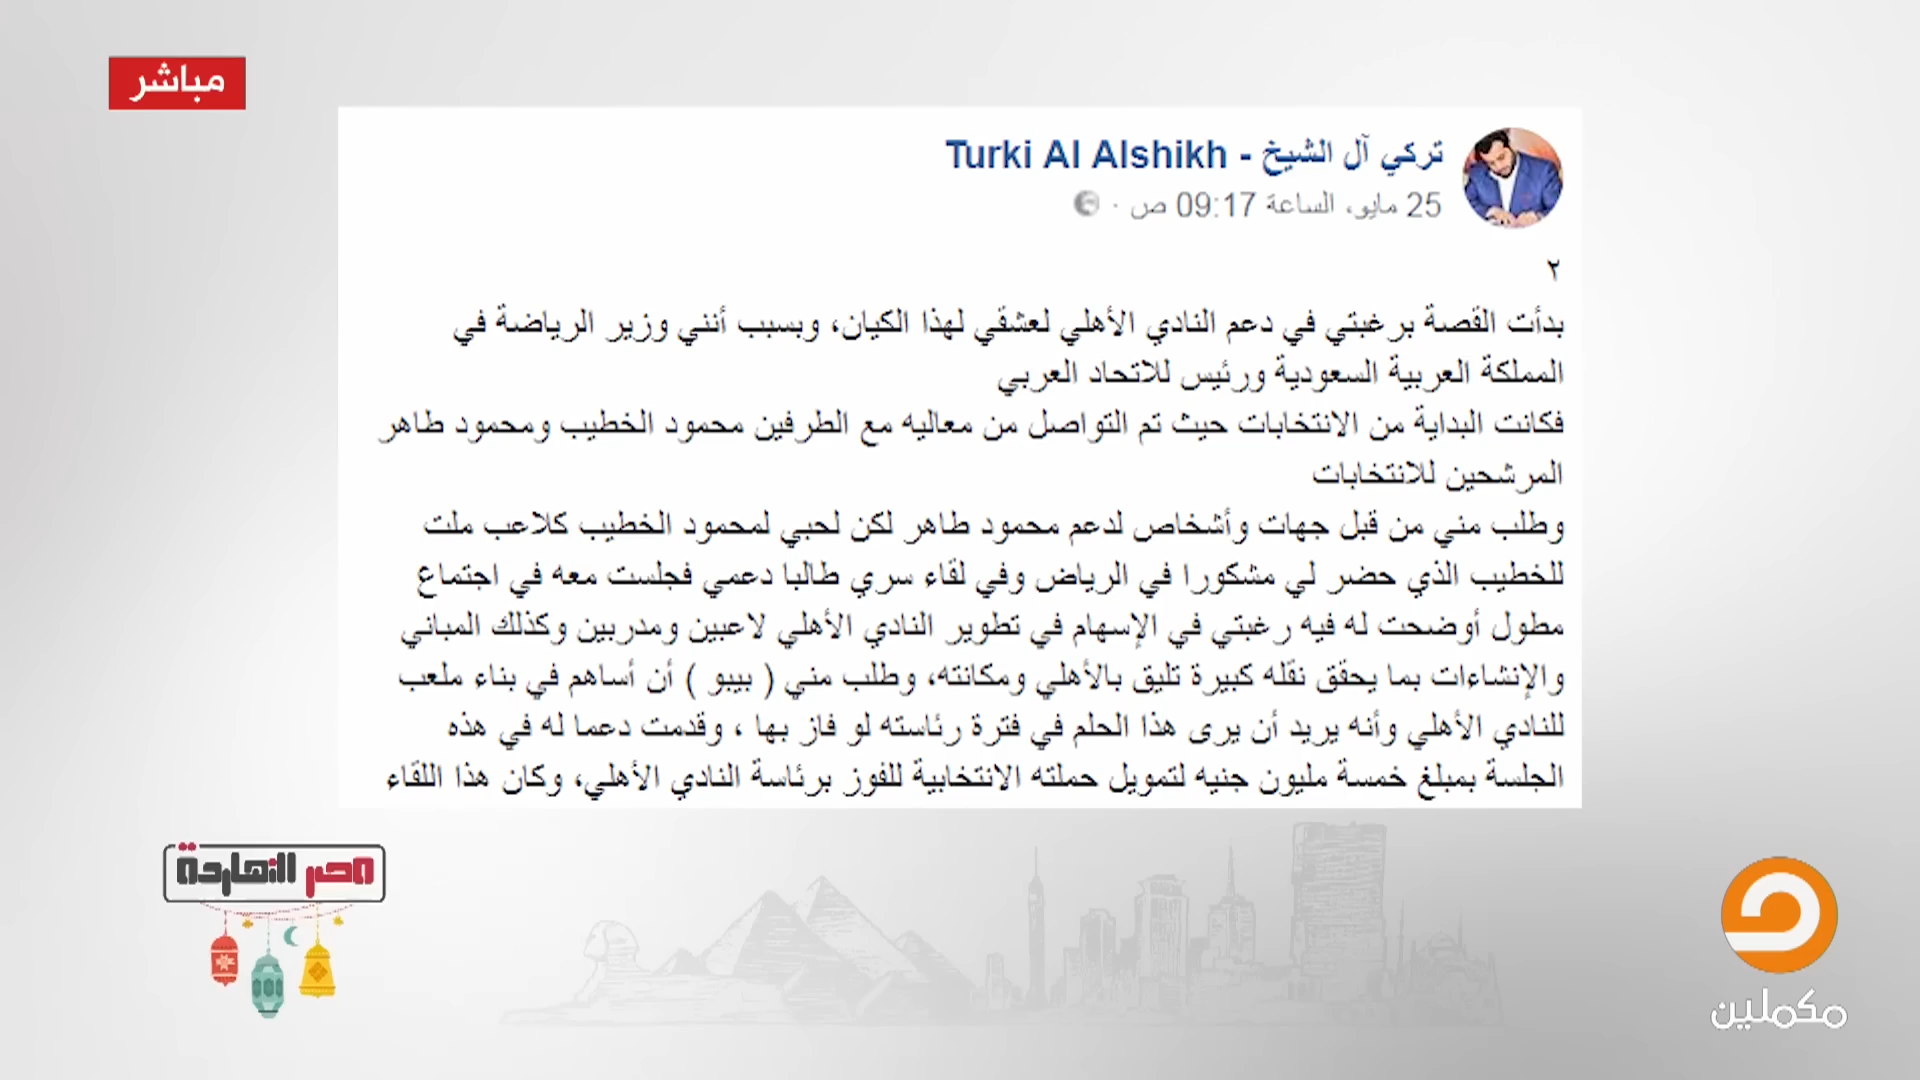 مباشر
تركي آل الشيخ - Turki Al Alshikh
25 مايو، الساعة 09:17 ص ·
٢
بدأت القصة برغبتي في دعم النادي الأهلي لعشقي لهذا الكيان، وبسبب أنني وزير الرياضة في
المملكة العربية السعودية ورئيس للاتحاد العربي
فكانت البداية من الانتخابات حيث تم التواصل من معاليه مع الطرفين محمود الخطيب ومحمود طاهر
المرشحين للانتخابات
وطلب مني من قبل جهات وأشخاص لدعم محمود طاهر لكن لحبي لمحمود الخطيب كلاعب ملت
للخطيب الذي حضر لي مشكورا في الرياض وفي لقاء سري طالبا دعمي فجلست معه في اجتماع
مطول أوضحت له فيه رغبتي في الإسهام في تطوير النادي الأهلي لاعبين ومدربين وكذلك المباني
والإنشاءات بما يحقق نقله كبيرة تليق بالأهلي ومكانته، وطلب مني ( بيبو ) أن أساهم في بناء ملعب
للنادي الأهلي وأنه يريد أن يرى هذا الحلم في فترة رئاسته لو فاز بها ، وقدمت دعما له في هذه
الجلسة بمبلغ خمسة مليون جنيه لتمويل حملته الانتخابية للفوز برئاسة النادي الأهلي، وكان هذا اللقاء
مصر النهاردة
مكملين